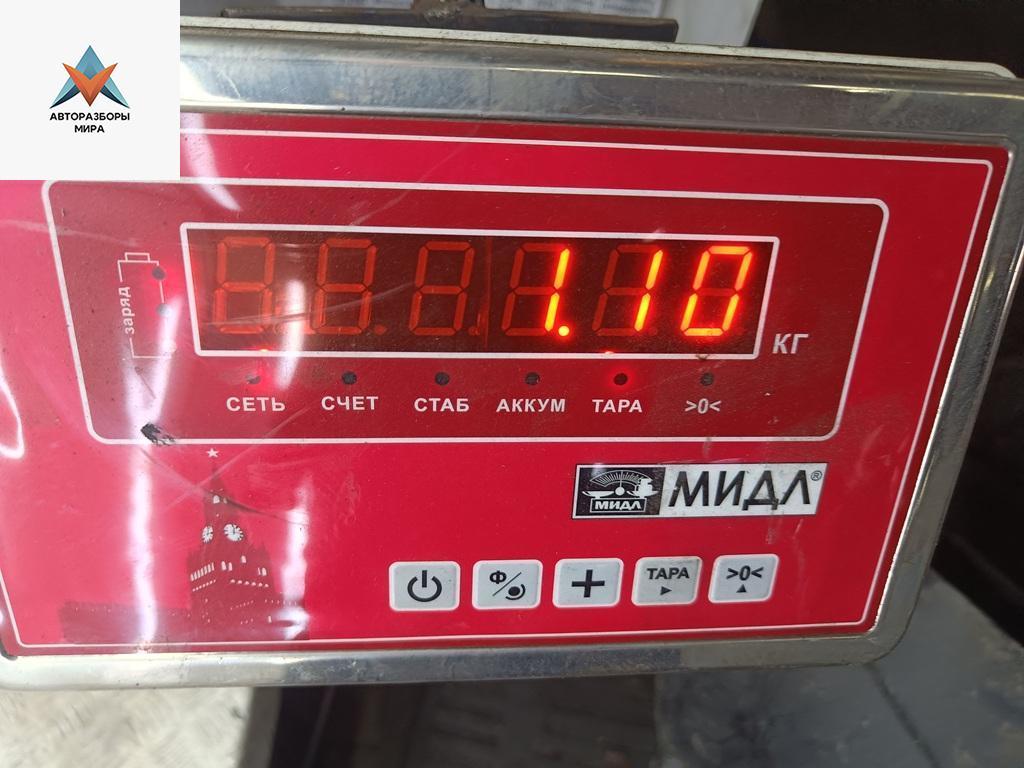 АВТОРАЗБОРЫ
МИРА
заряд
1.10
КГ
СЕТЬ СЧЕТ СТАБ АККУМ ТАРА >0<
МИДЛ МИДЛ®
Ф ТАРА >0<